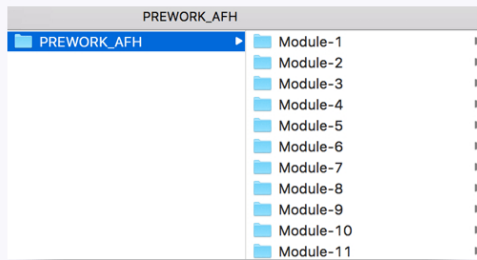 PREWORK_AFH
PREWORK_AFH
Module-1
Module-2
Module-3
Module-4
Module-5
Module-6
Module-7
Module-8
Module-9
Module-10
Module-11